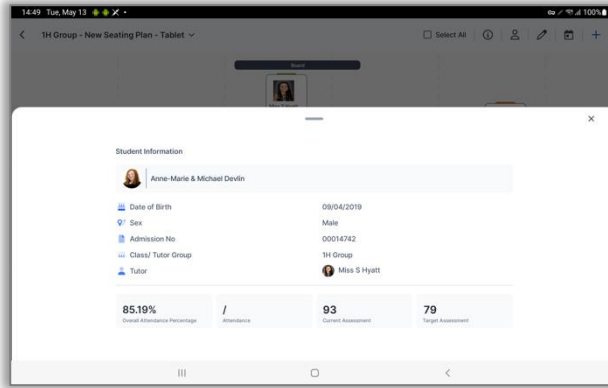 14:49 Tue, May 13
100%
1H Group - New Seating Plan - Tablet
Select All
Board
Student Information
Anne-Marie & Michael Devlin
Date of Birth 09/04/2019
Sex Male
Admission No 00014742
Class/ Tutor Group 1H Group
Tutor Miss S Hyatt
85.19% / 93 79
Overall Attendance Percentage Attendance Current Assessment Target Assessment